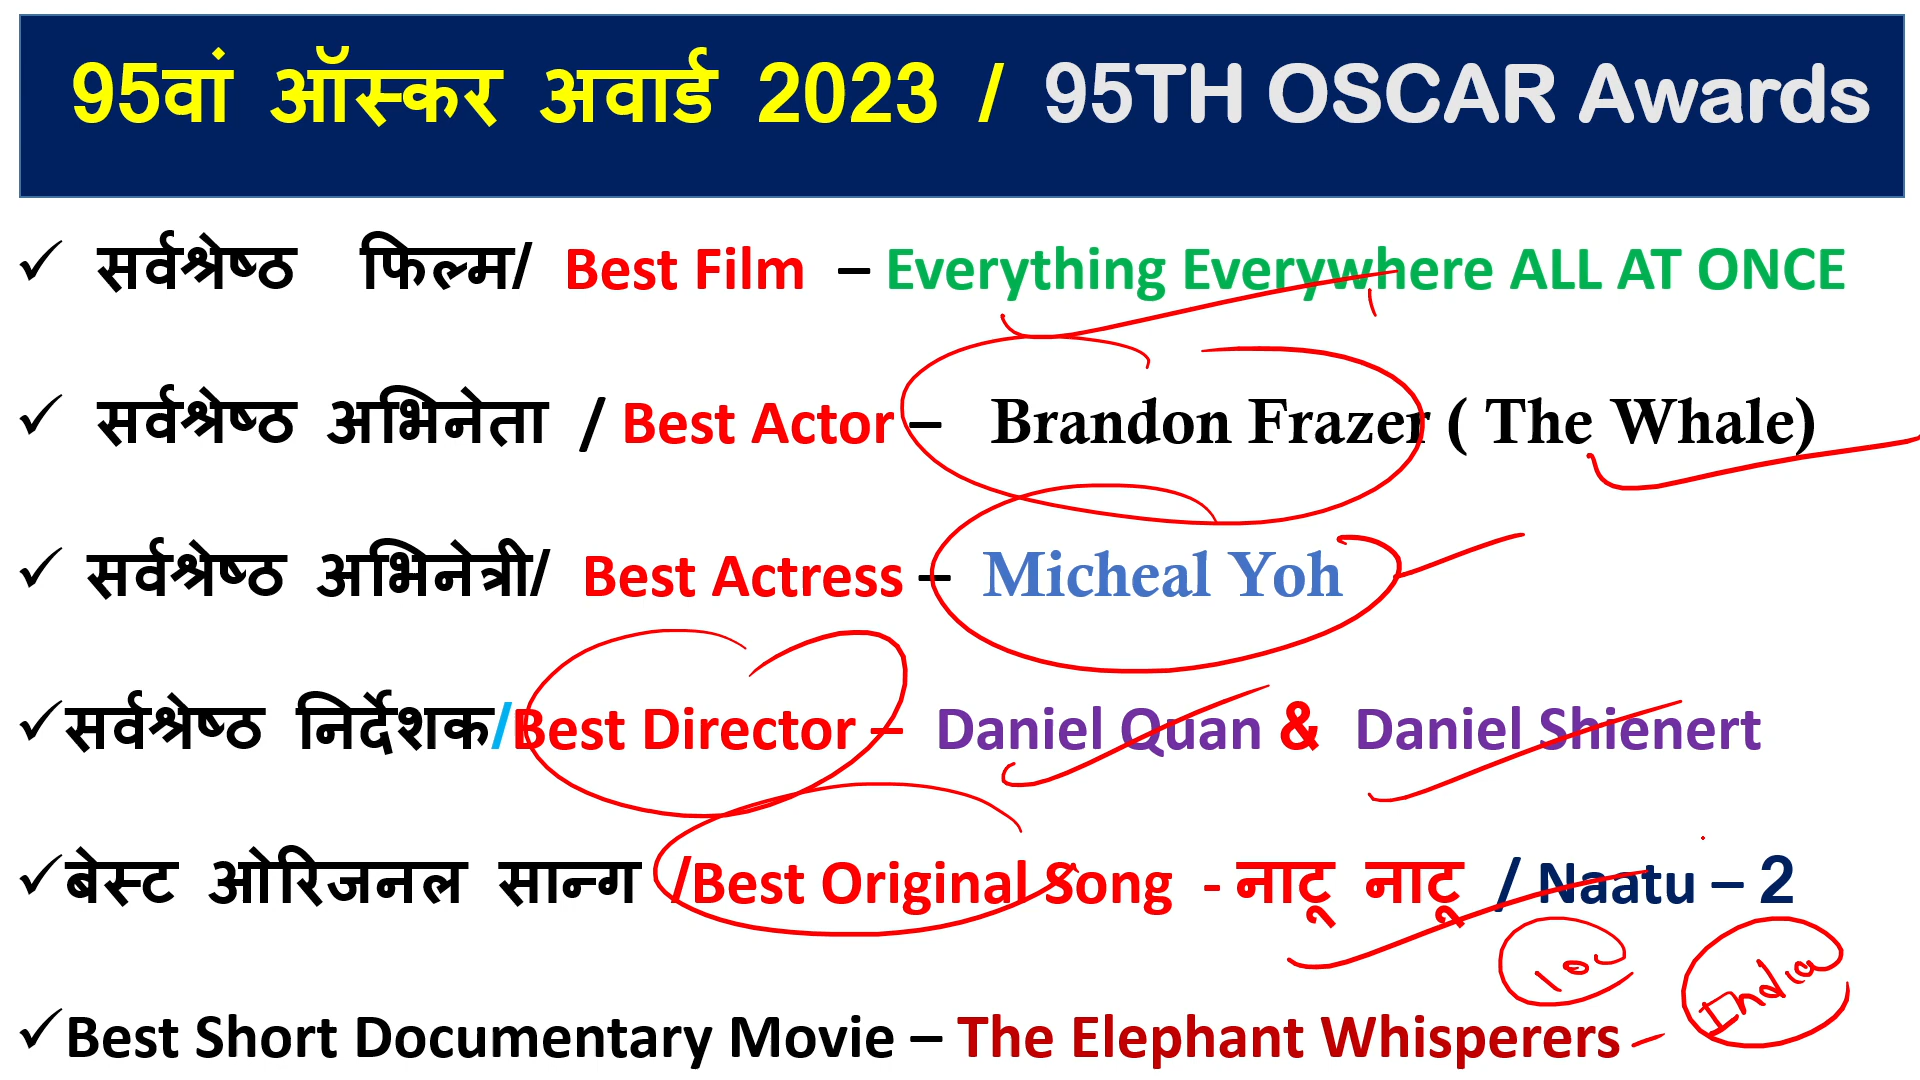 95वां ऑस्कर अवार्ड 2023 / 95TH OSCAR Awards
✓ सर्वश्रेष्ठ फिल्म/ Best Film – Everything Everywhere ALL AT ONCE
✓ सर्वश्रेष्ठ अभिनेता / Best Actor – Brandon Frazer ( The Whale)
✓ सर्वश्रेष्ठ अभिनेत्री/ Best Actress – Micheal Yoh
✓ सर्वश्रेष्ठ निर्देशक/Best Director – Daniel Quan & Daniel Shienert
✓ बेस्ट ओरिजनल सान्ग /Best Original Song - नाटू नाटू / Naatu – 2
India
✓ Best Short Documentary Movie – The Elephant Whisperers